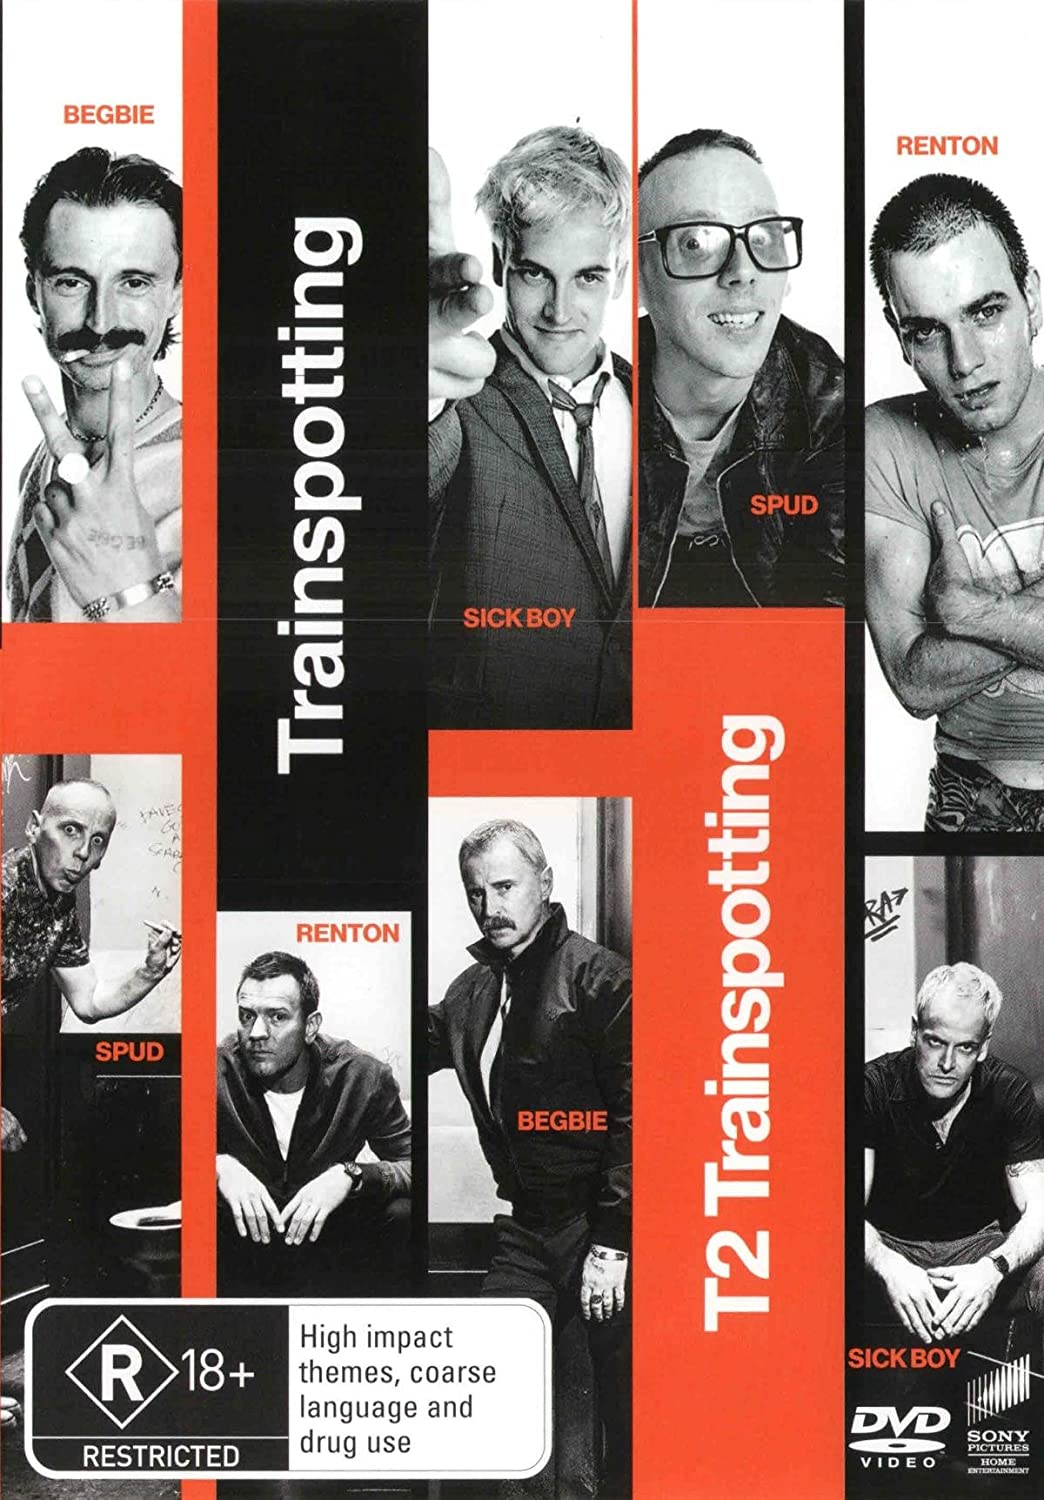 BEGBIE
RENTON
Trainspotting
SPUD
SICK BOY
T2 Trainspotting
RENTON
SPUD
BEGBIE
SICK BOY
R 18+
RESTRICTED
High impact
themes, coarse
language and
drug use
DVD
VIDEO
SONY
PICTURES
HOME
ENTERTAINMENT
BEGBIE